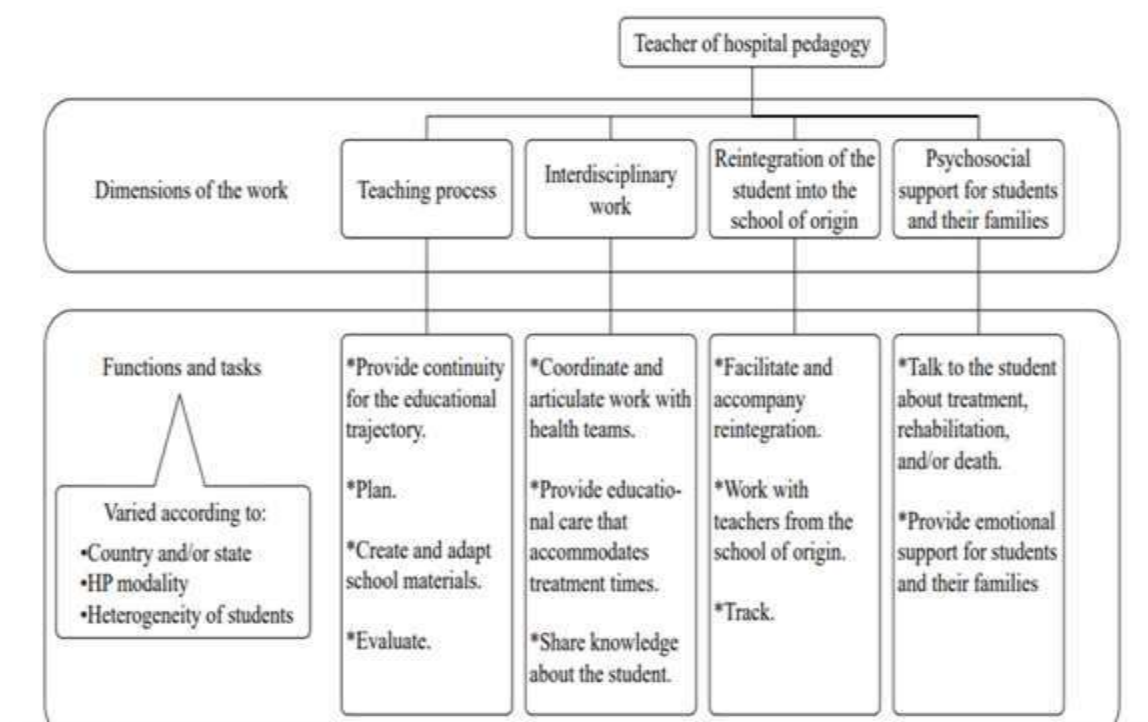 Teacher of hospital pedagogy
Dimensions of the work
Teaching process
Interdisciplinary
work
Reintegration of the
student into the
school of origin
Psychosocial
support for students
and their families
Functions and tasks
Varied according to:
•Country and/or state
•HP modality
•Heterogeneity of students
*Provide continuity
for the educational
trajectory.
*Plan.
*Create and adapt
school materials.
*Evaluate.
*Coordinate and
articulate work with
health teams.
*Provide educatio-
nal care that
accommodates
treatment times.
*Share knowledge
about the student.
*Facilitate and
accompany
reintegration.
*Work with
teachers from the
school of origin.
*Track.
*Talk to the student
about treatment,
rehabilitation,
and/or death.
*Provide emotional
support for students
and their families